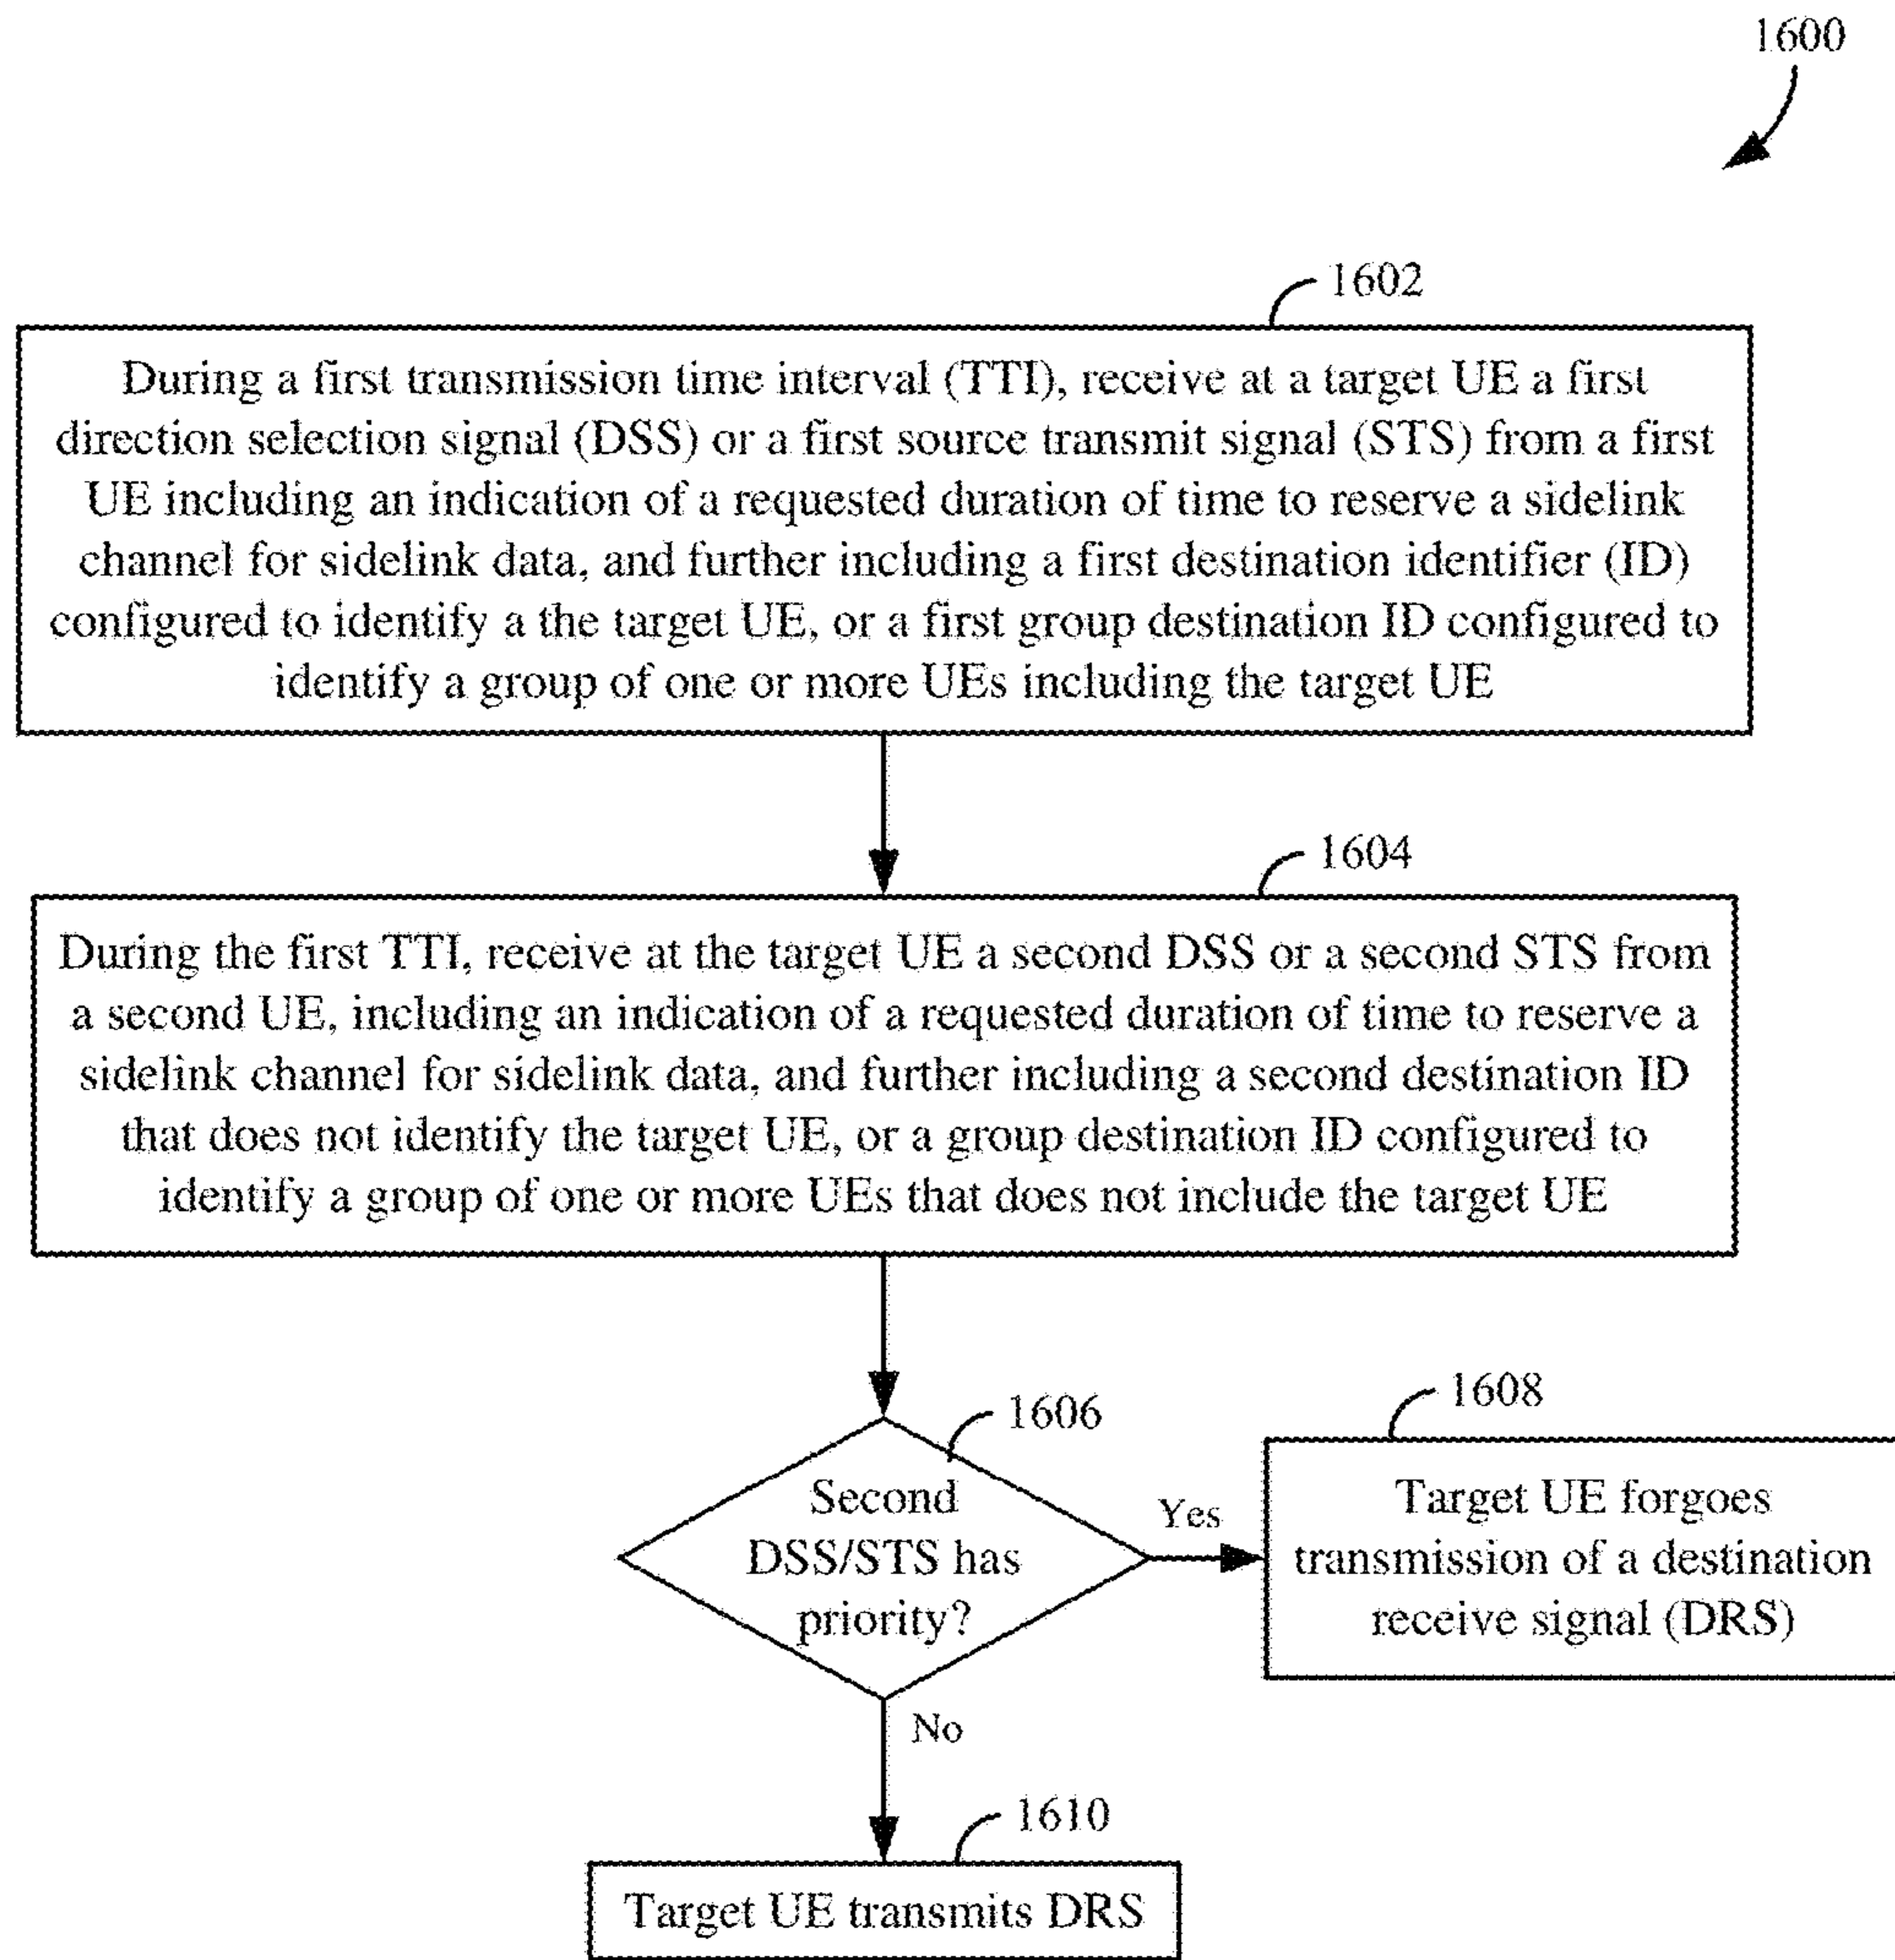 1600
1602
During a first transmission time interval (TTI), receive at a target UE a first
direction selection signal (DSS) or a first source transmit signal (STS) from a first
UE including an indication of a requested duration of time to reserve a sidelink
channel for sidelink data, and further including a first destination identifier (ID)
configured to identify a the target UE, or a first group destination ID configured to
identify a group of one or more UEs including the target UE
1604
During the first TTI, receive at the target UE a second DSS or a second STS from
a second UE, including an indication of a requested duration of time to reserve a
sidelink channel for sidelink data, and further including a second destination ID
that does not identify the target UE, or a group destination ID configured to
identify a group of one or more UEs that does not include the target UE
1606
Second
DSS/STS has
priority?
Yes
1608
Target UE forgoes
transmission of a destination
receive signal (DRS)
No
1610
Target UE transmits DRS